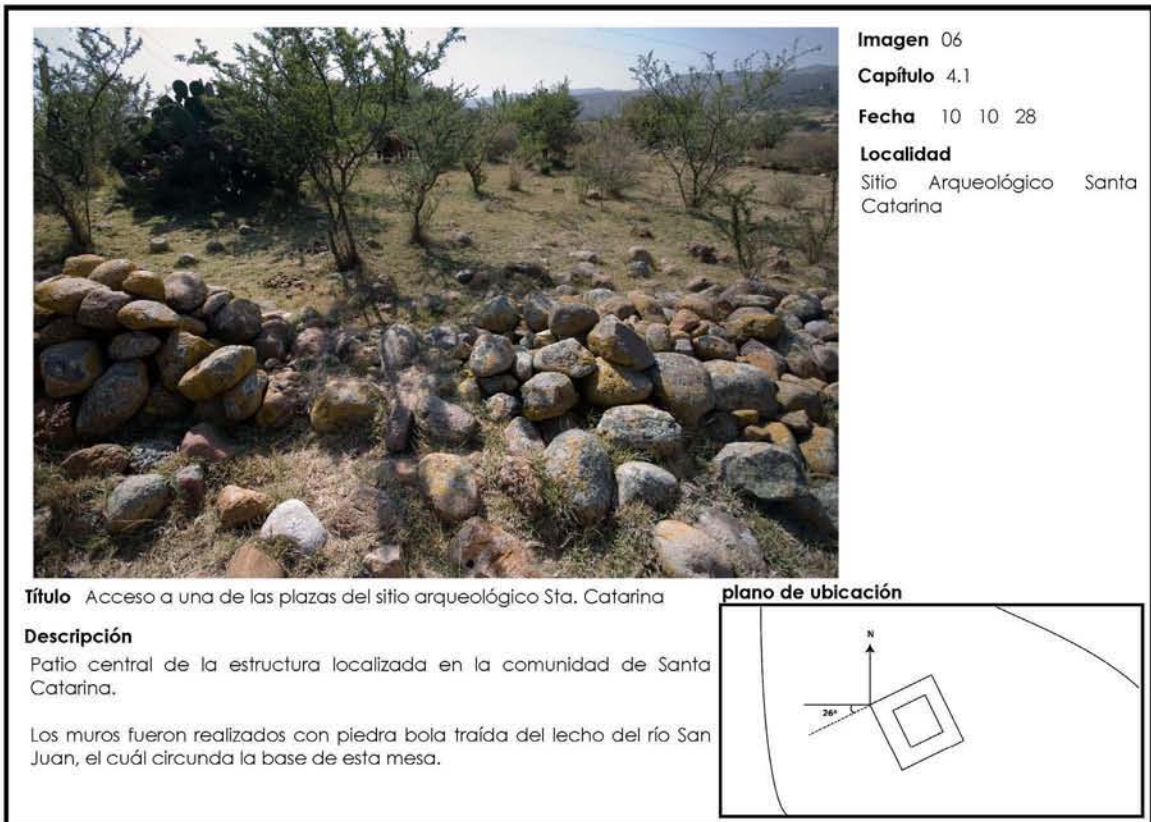 Imagen 06
Capítulo 4.1
Fecha 10 10 28
Localidad
Sitio Arqueológico Santa
Catarina
Título Acceso a una de las plazas del sitio arqueológico Sta. Catarina
Descripción
Patio central de la estructura localizada en la comunidad de Santa
Catarina.
Los muros fueron realizados con piedra bola traída del lecho del río San
Juan, el cuál circunda la base de esta mesa.
plano de ubicación
N
26º